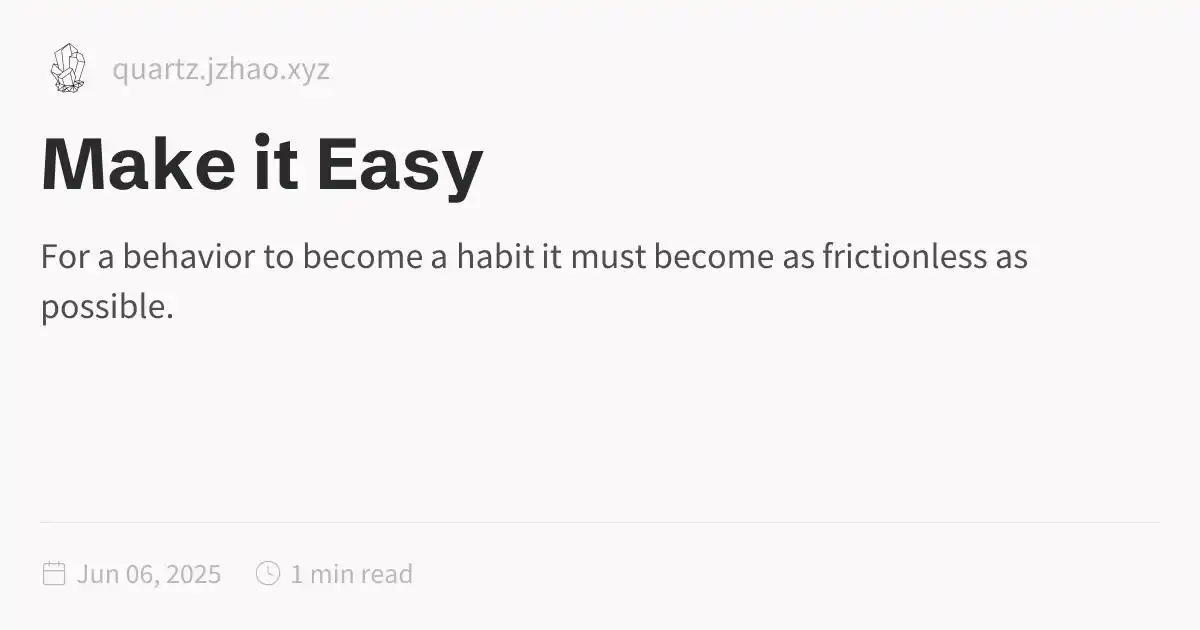 quartz.jzhao.xyz
Make it Easy
For a behavior to become a habit it must become as frictionless as
possible.
Jun 06, 2025 1 min read